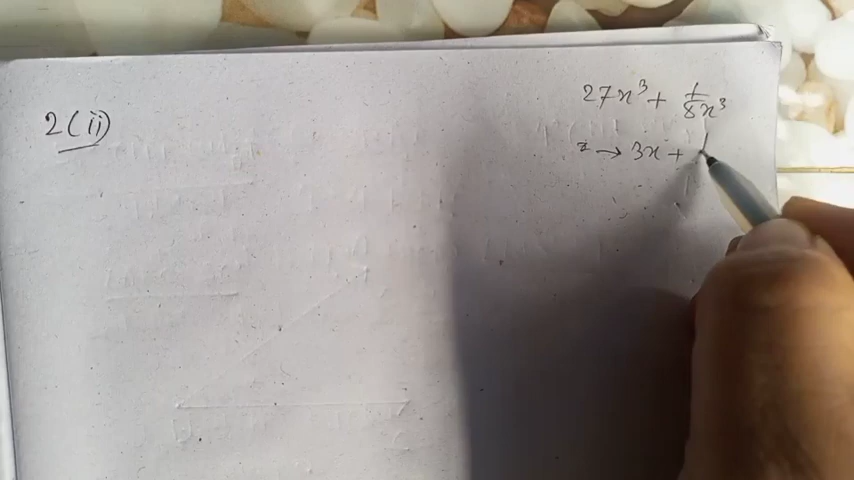 2(ii)
27x³ + 1/8x³
→ 3x +